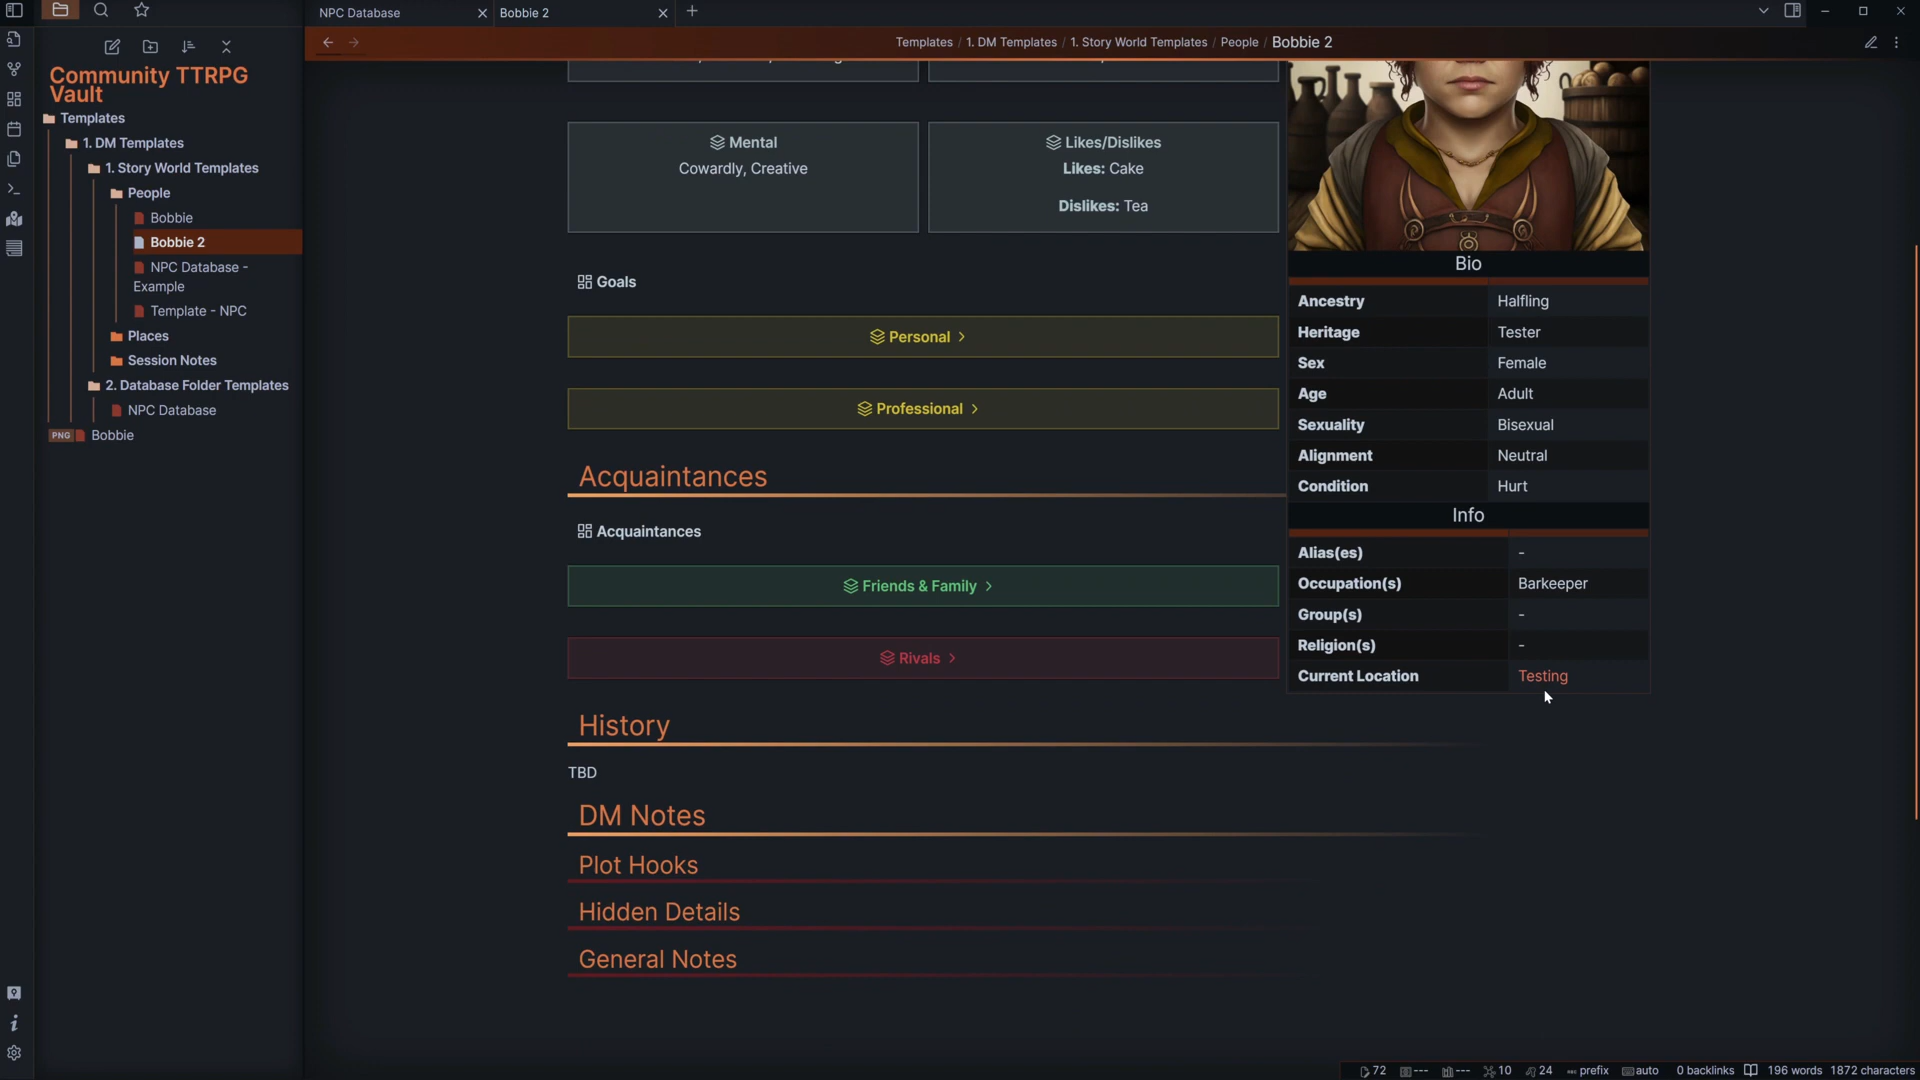 NPC Database
Bobbie 2
Templates / 1. DM Templates / 1. Story World Templates / People / Bobbie 2
Community TTRPG
Vault
Templates
1. DM Templates
1. Story World Templates
People
Bobbie
Bobbie 2
NPC Database -
Example
Template - NPC
Places
Session Notes
2. Database Folder Templates
NPC Database
PNG Bobbie
Mental
Cowardly, Creative
Likes/Dislikes
Likes: Cake
Dislikes: Tea
Goals
Personal
Professional
Acquaintances
Acquaintances
Friends & Family
Rivals
History
TBD
DM Notes
Plot Hooks
Hidden Details
General Notes
Bio
Ancestry Halfling
Heritage Tester
Sex Female
Age Adult
Sexuality Bisexual
Alignment Neutral
Condition Hurt
Info
Alias(es) -
Occupation(s) Barkeeper
Group(s) -
Religion(s) -
Current Location Testing
72 --- --- 10 24 prefix auto 0 backlinks 196 words 1872 characters